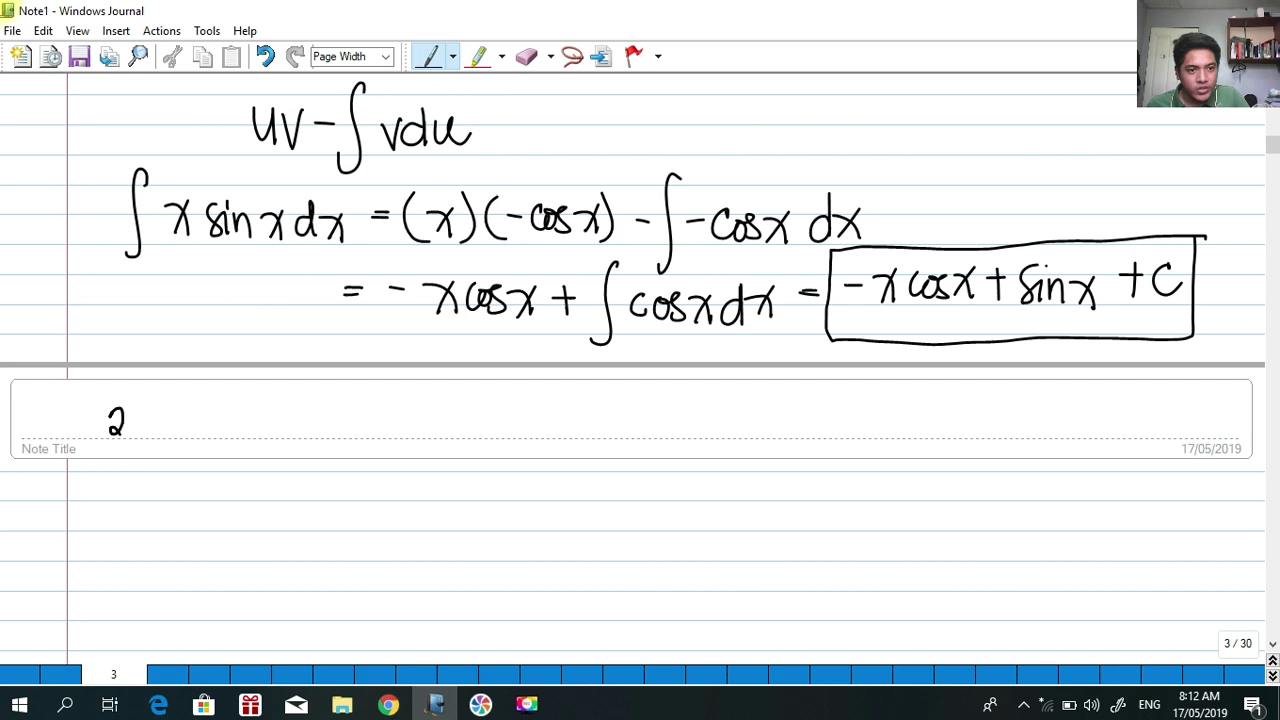 Note1 - Windows Journal
File Edit View Insert Actions Tools Help
Page Width
uv - ∫ vdu
∫ x sin x dx = (x)(-cos x) - ∫ -cos x dx
= - x cos x + ∫ cos x dx = - x cos x + sin x + C
2
Note Title 17/05/2019
3 / 30
3
8:12 AM
ENG
17/05/2019
1